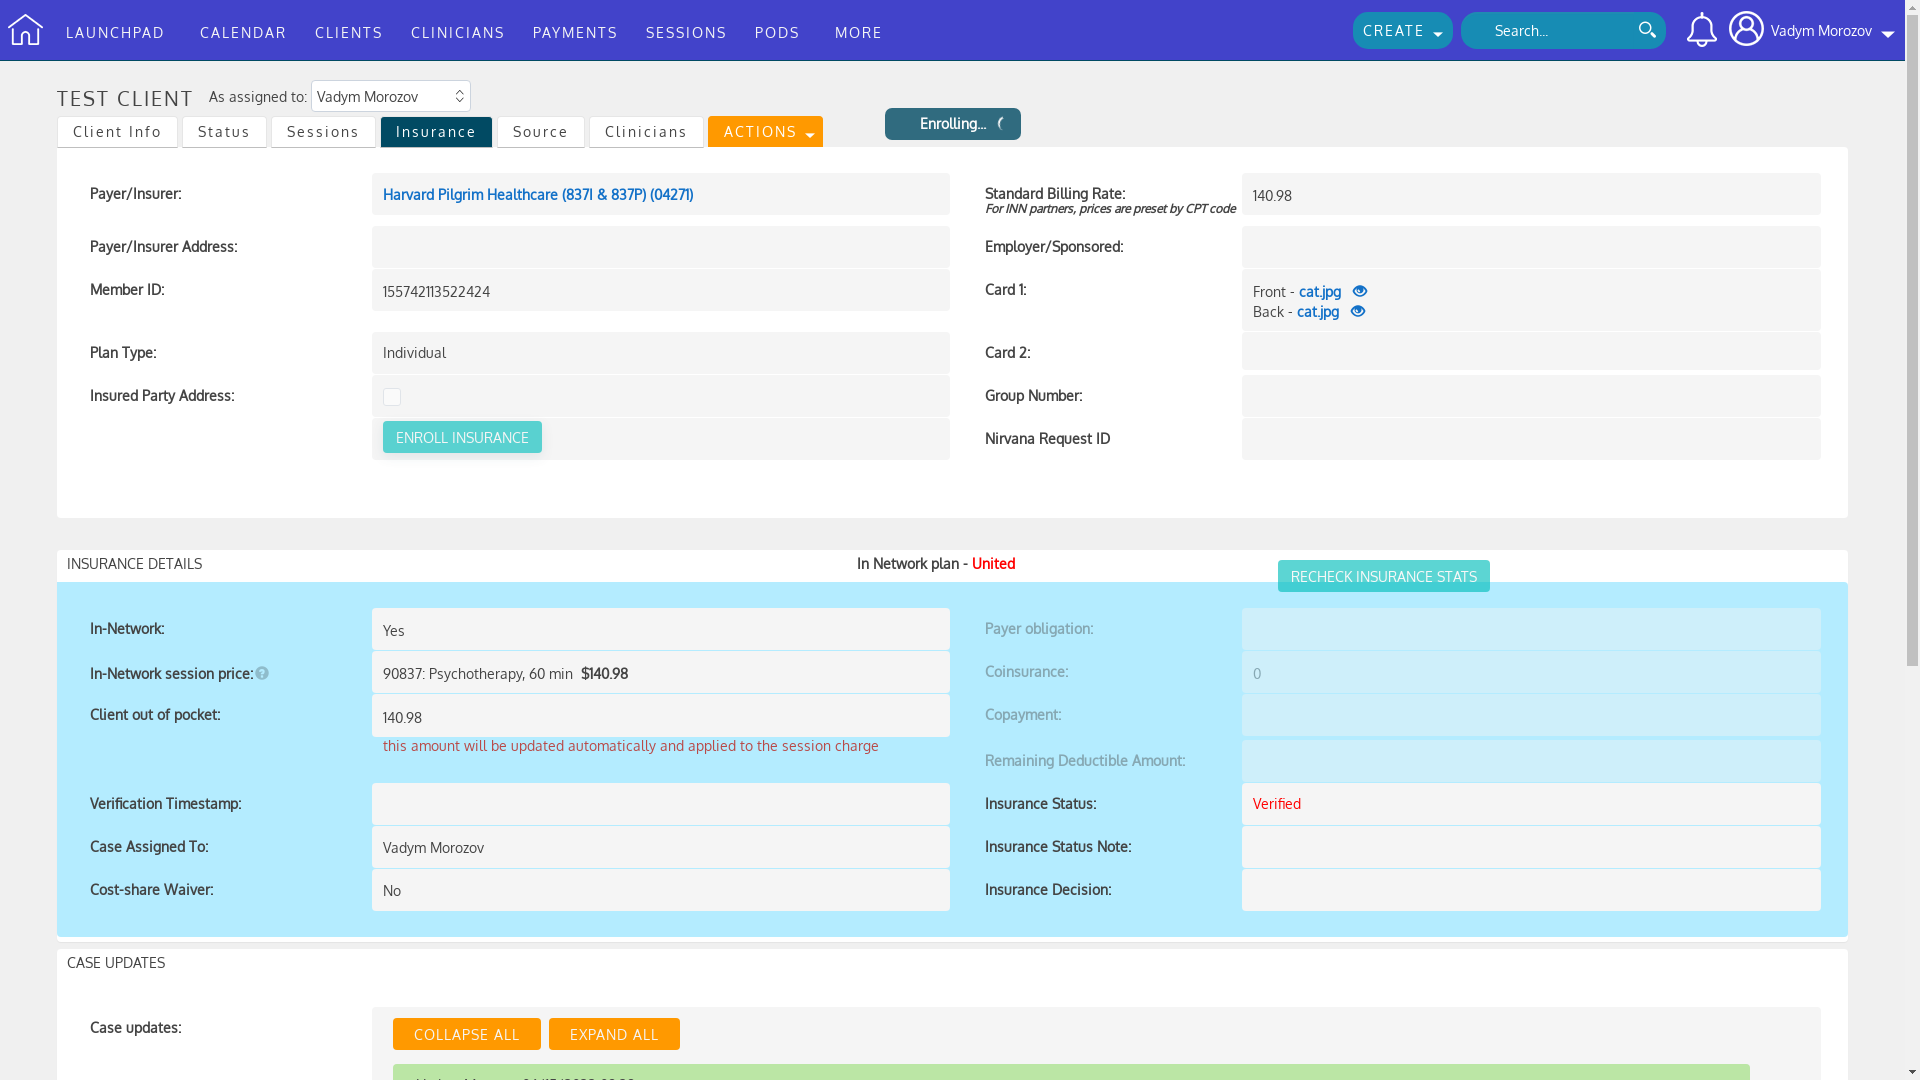 LAUNCHPAD CALENDAR CLIENTS CLINICIANS PAYMENTS SESSIONS PODS MORE CREATE Search... Vadym Morozov
TEST CLIENT As assigned to: Vadym Morozov
Client Info Status Sessions Insurance Source Clinicians ACTIONS
Enrolling...
Payer/Insurer: Harvard Pilgrim Healthcare (837I & 837P) (04271)
Standard Billing Rate: 140.98
For INN partners, prices are preset by CPT code
Payer/Insurer Address:
Employer/Sponsored:
Member ID: 155742113522424
Card 1: Front - cat.jpg
Back - cat.jpg
Plan Type: Individual
Card 2:
Insured Party Address:
Group Number:
ENROLL INSURANCE
Nirvana Request ID
INSURANCE DETAILS
In Network plan - United
RECHECK INSURANCE STATS
In-Network: Yes
Payer obligation:
In-Network session price: ? 90837: Psychotherapy, 60 min $140.98
Coinsurance: 0
Client out of pocket: 140.98
Copayment:
this amount will be updated automatically and applied to the session charge
Remaining Deductible Amount:
Verification Timestamp:
Insurance Status: Verified
Case Assigned To: Vadym Morozov
Insurance Status Note:
Cost-share Waiver: No
Insurance Decision:
CASE UPDATES
Case updates:
COLLAPSE ALL EXPAND ALL